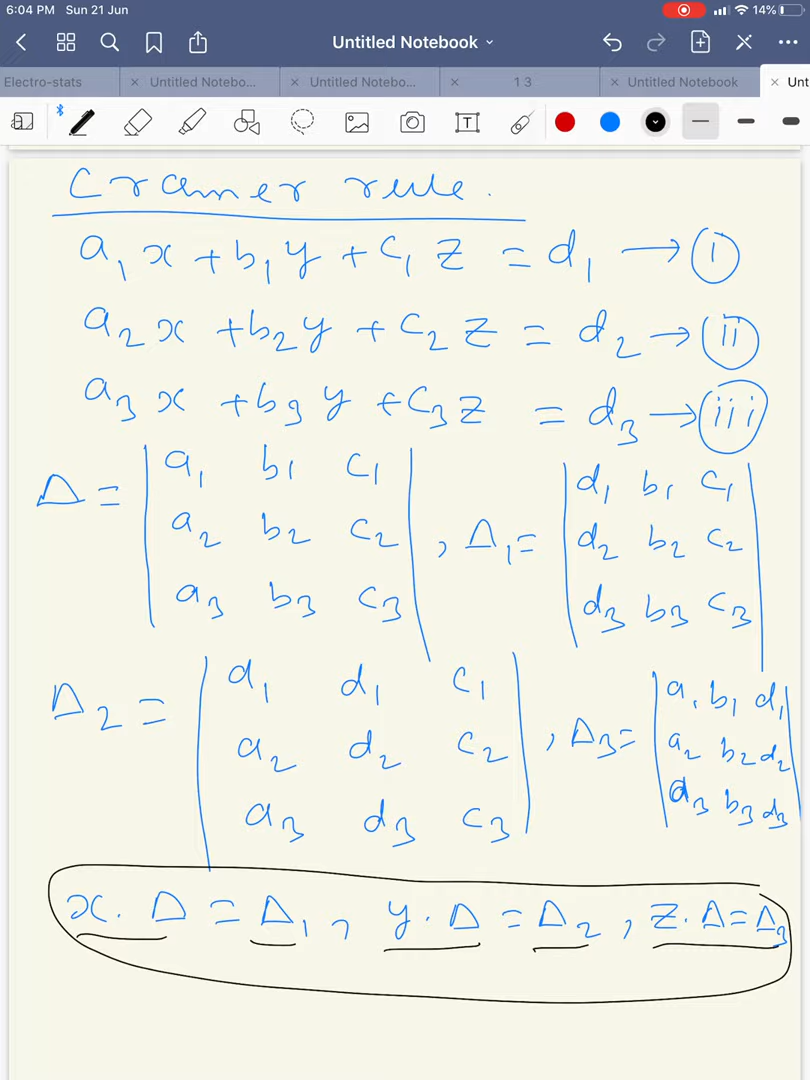 6:04 PM Sun 21 Jun 14%
Untitled Notebook
Electro-stats Untitled Notebo... Untitled Notebo... 1 3 Untitled Notebook Unt
Cramer rule.
a₁x + b₁y + c₁z = d₁ → (i)
a₂x + b₂y + c₂z = d₂ → (ii)
a₃x + b₃y + c₃z = d₃ → (iii)
Δ = | a₁ b₁ c₁ | , Δ₁ = | d₁ b₁ c₁ |
| a₂ b₂ c₂ | | d₂ b₂ c₂ |
| a₃ b₃ c₃ | | d₃ b₃ c₃ |
Δ₂ = | d₁ d₁ c₁ | , Δ₃ = | a₁ b₁ d₁ |
| a₂ d₂ c₂ | | a₂ b₂ d₂ |
| a₃ d₃ c₃ | | a₃ b₃ d₃ |
x. Δ = Δ₁ , y. Δ = Δ₂ , z. Δ = Δ₃